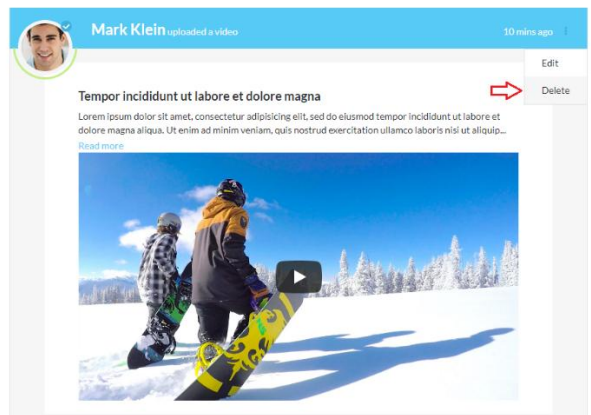 Mark Klein uploaded a video
10 mins ago
Edit
Delete
Tempor incididunt ut labore et dolore magna
Lorem ipsum dolor sit amet, consectetur adipisicing elit, sed do eiusmod tempor incididunt ut labore et
dolore magna aliqua. Ut enim ad minim veniam, quis nostrud exercitation ullamco laboris nisi ut aliquip...
Read more